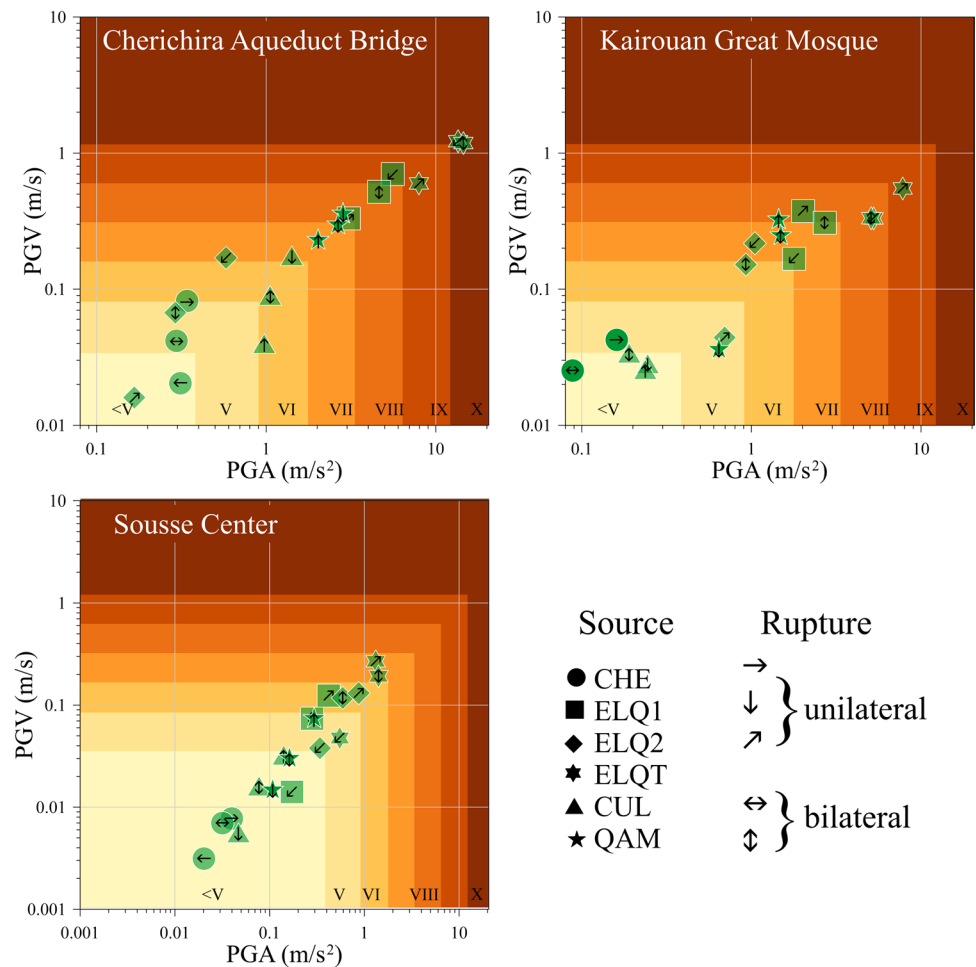 Cherichira Aqueduct Bridge
10
1
0.1
0.01
PGV (m/s)
<V V VI VII VIII IX X
0.1 1 10
PGA (m/s²)
Kairouan Great Mosque
10
1
0.1
0.01
PGV (m/s)
<V V VI VII VIII IX X
0.1 1 10
PGA (m/s²)
Sousse Center
10
1
0.1
0.01
0.001
PGV (m/s)
<V V VI VIII X
0.001 0.01 0.1 1 10
PGA (m/s²)
Source Rupture
CHE
ELQ1
ELQ2
ELQT
CUL
QAM
unilateral
bilateral